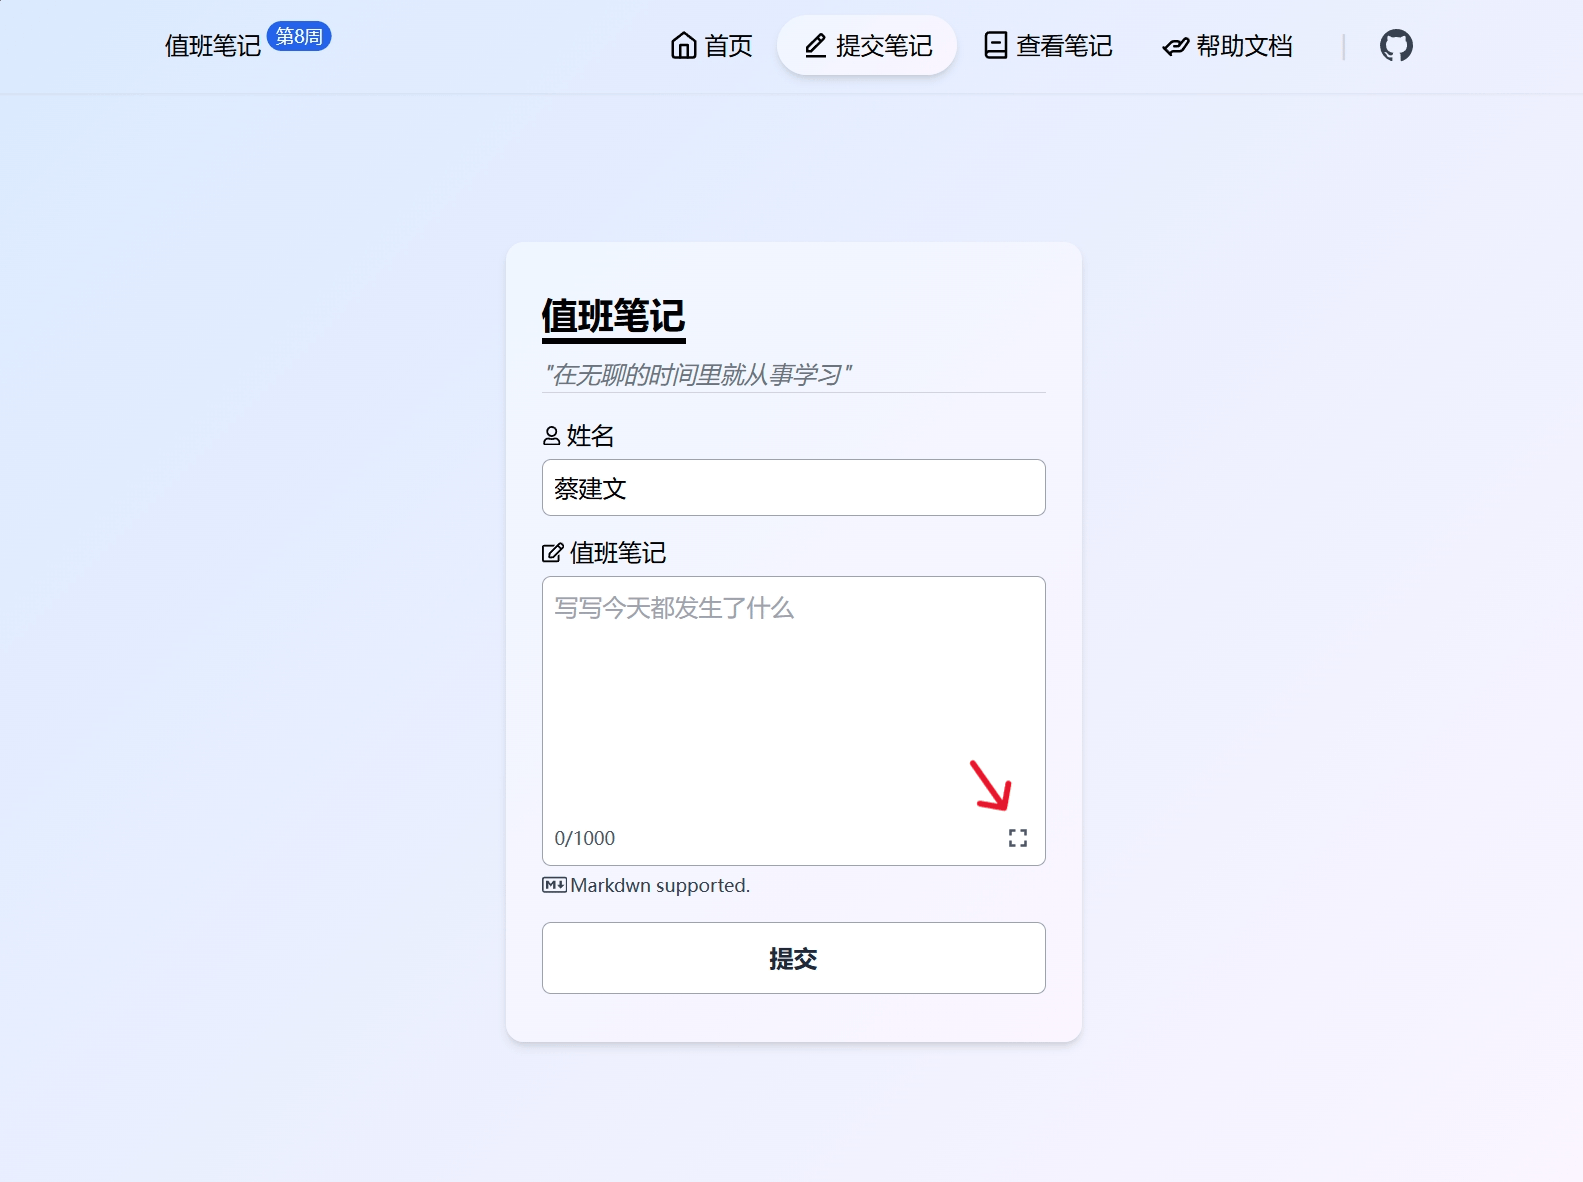 值班笔记 第8周
首页 提交笔记 查看笔记 帮助文档
值班笔记
"在无聊的时间里就从事学习"
姓名
蔡建文
值班笔记
写写今天都发生了什么
0/1000
Markdwn supported.
提交